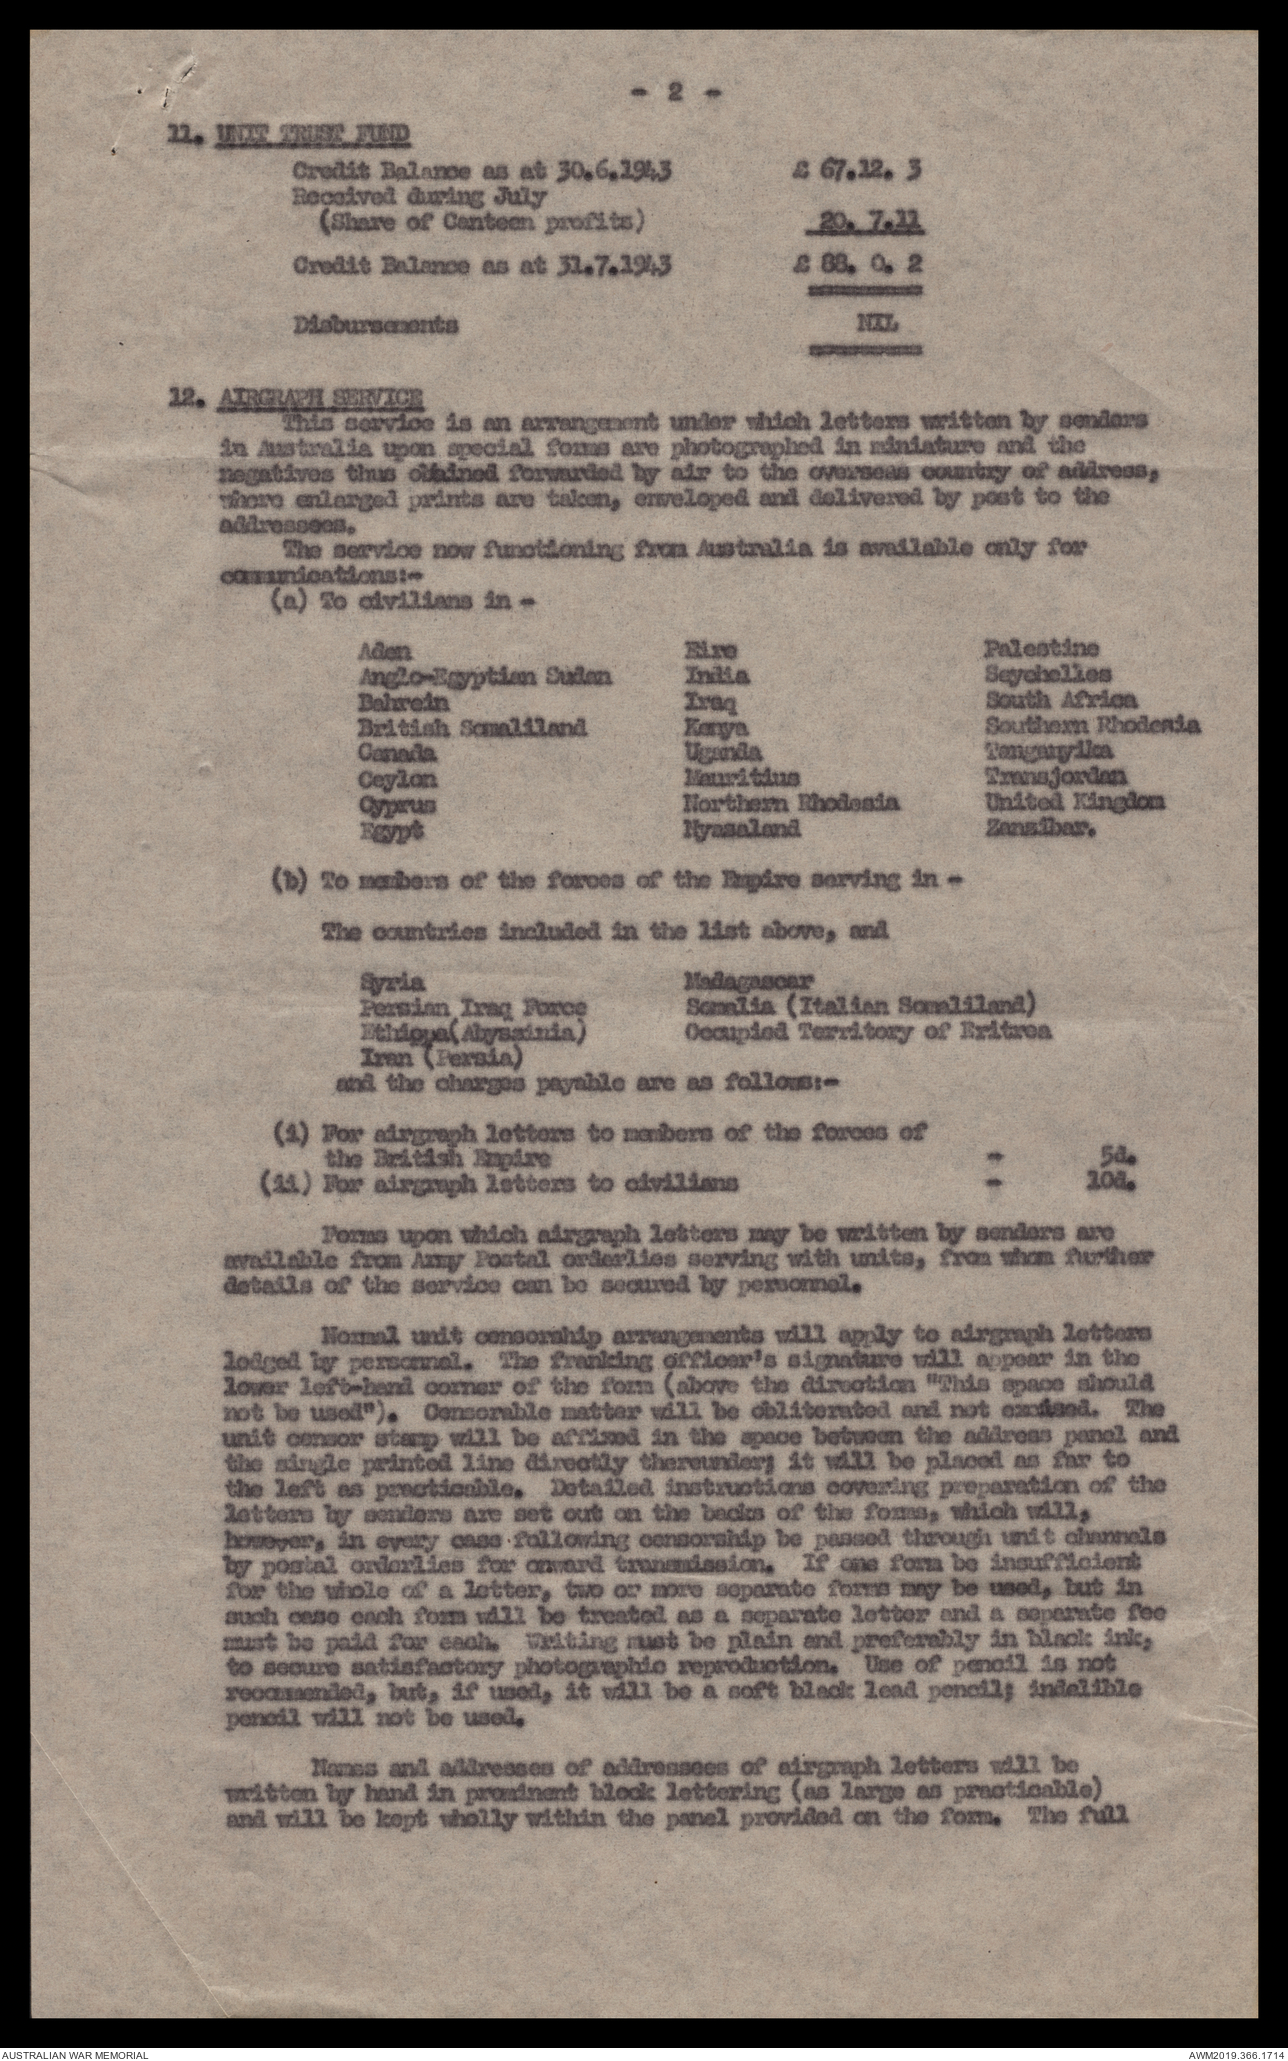 - 2 -
11. UNIT TRUST FUND
Credit Balance as at 30.6.1943 £ 67.12. 3
Received during July
(Share of Canteen profits) 20. 7.11
Credit Balance as at 31.7.1943 £ 88. 0. 2
Disbursements NIL
12. AIRGRAPH SERVICE
This service is an arrangement under which letters written by senders
in Australia upon special forms are photographed in miniature and the
negatives thus obtained forwarded by air to the overseas country of address,
where enlarged prints are taken, enveloped and delivered by post to the
addressees.
The service now functioning from Australia is available only for
communications:-
(a) To civilians in -
Aden Eire Palestine
Anglo-Egyptian Sudan India Seychelles
Bahrein Iraq South Africa
British Somaliland Kenya Southern Rhodesia
Canada Uganda Tanganyika
Ceylon Mauritius Transjordan
Cyprus Northern Rhodesia United Kingdom
Egypt Nyasaland Zanzibar.
(b) To members of the forces of the Empire serving in -
The countries included in the list above, and
Syria Madagascar
Persian Iraq Force Somalia (Italian Somaliland)
Ethiopa(Abyssinia) Occupied Territory of Eritrea
Iran (Persia)
and the charges payable are as follows:-
(i) For airgraph letters to members of the forces of
the British Empire - 5d.
(ii) For airgraph letters to civilians - 10d.
Forms upon which airgraph letters may be written by senders are
available from Army Postal orderlies serving with units, from whom further
details of the service can be secured by personnel.
Normal unit censorship arrangements will apply to airgraph letters
lodged by personnel. The franking officer's signature will appear in the
lower left-hand corner of the form (above the direction "This space should
not be used"). Censorable matter will be obliterated and not excised. The
unit censor stamp will be affixed in the space between the address panel and
the single printed line directly thereunder; it will be placed as far to
the left as practicable. Detailed instructions covering preparation of the
letters by senders are set out on the backs of the forms, which will,
however, in every case following censorship be passed through unit channels
by postal orderlies for onward transmission. If one form be insufficient
for the whole of a letter, two or more separate forms may be used, but in
such case each form will be treated as a separate letter and a separate fee
must be paid for each. Writing must be plain and preferably in black ink,
to secure satisfactory photographic reproduction. Use of pencil is not
recommended, but, if used, it will be a soft black lead pencil; indelible
pencil will not be used.
Names and addresses of addressees of airgraph letters will be
written by hand in prominent block lettering (as large as practicable)
and will be kept wholly within the panel provided on the form. The full
AUSTRALIAN WAR MEMORIAL AWM2019.366.1714